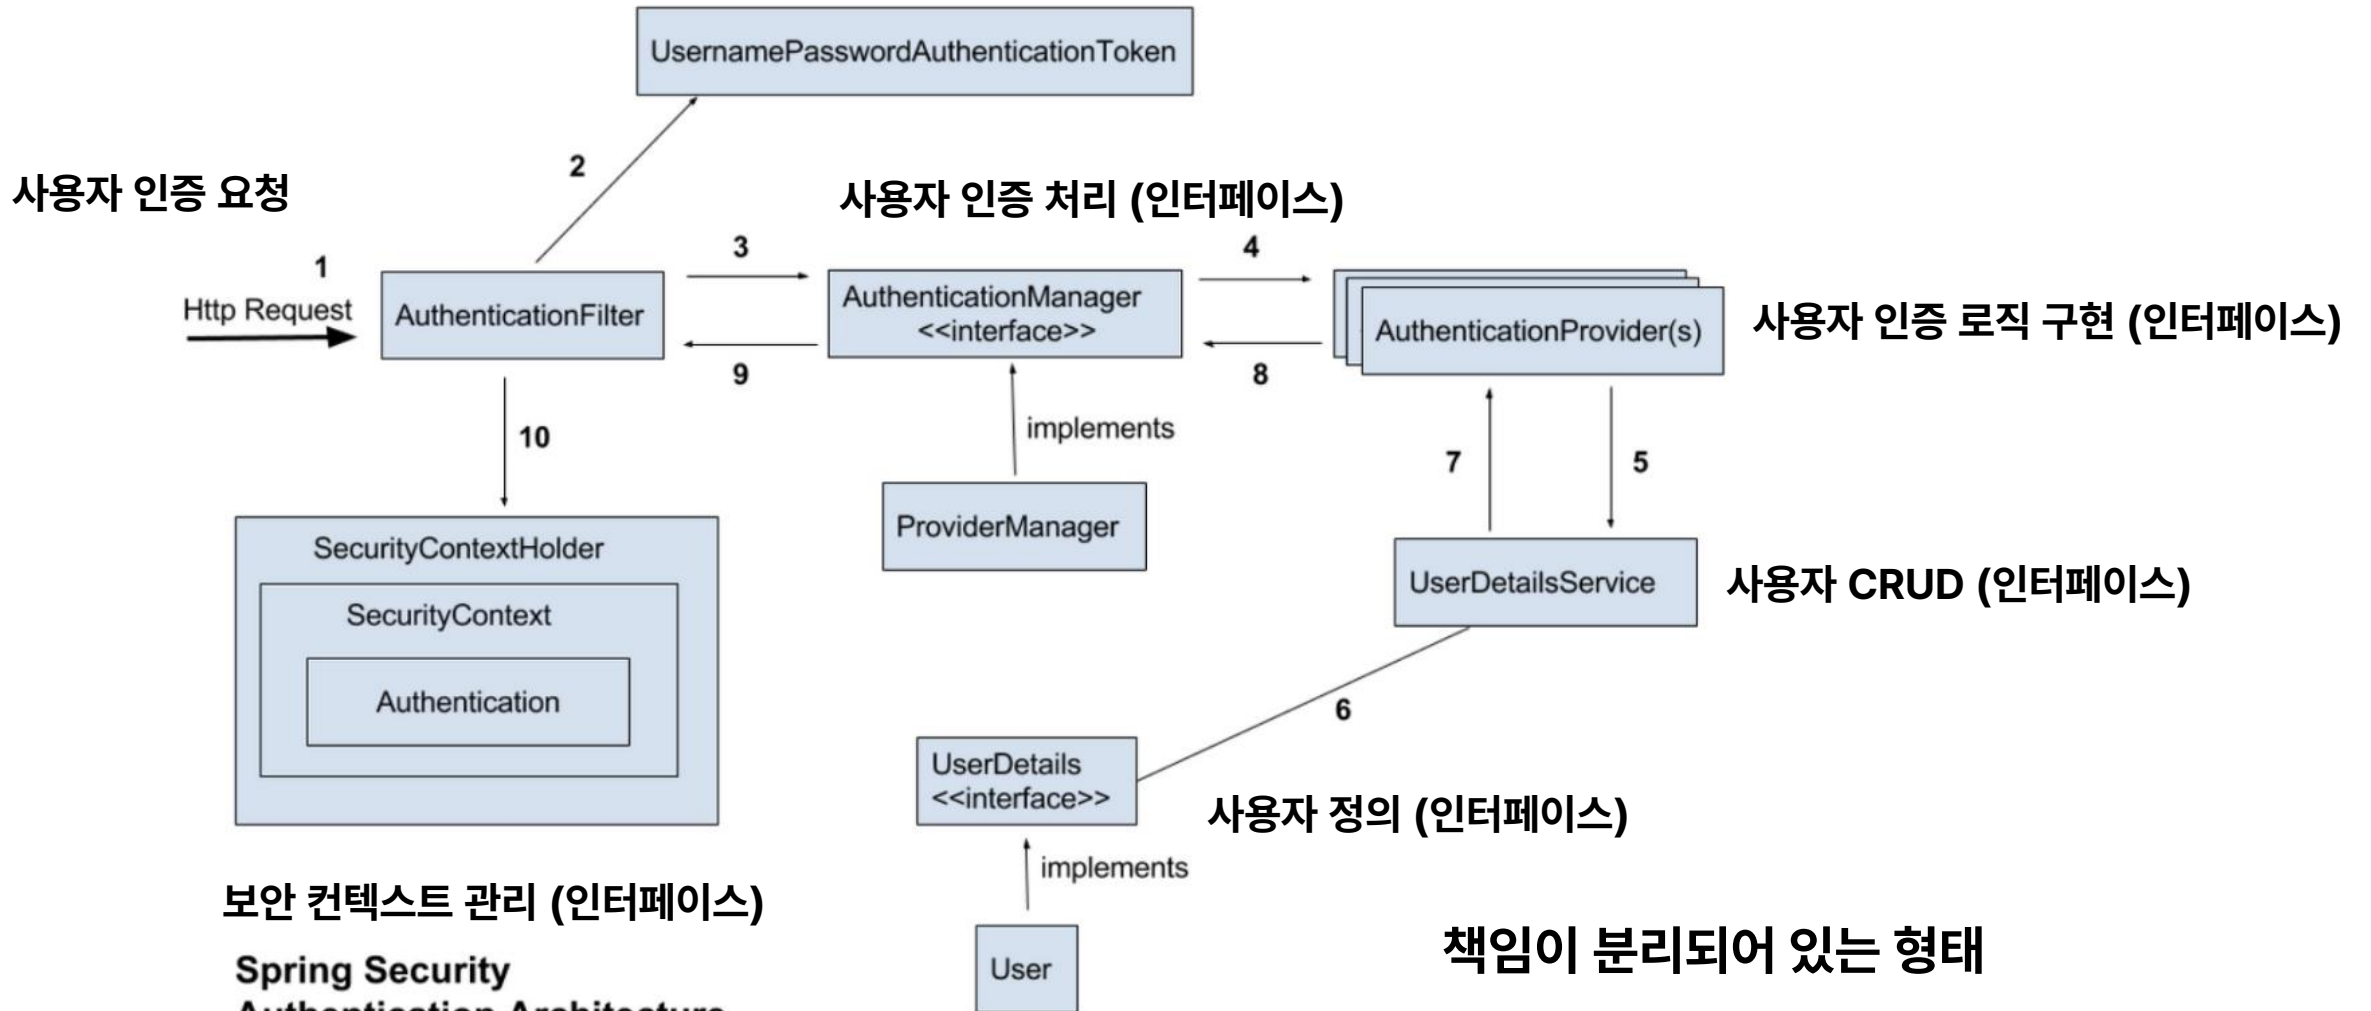 UsernamePasswordAuthenticationToken
2
사용자 인증 요청
사용자 인증 처리 (인터페이스)
1
3
4
Http Request
AuthenticationFilter
AuthenticationManager
<<interface>>
AuthenticationProvider(s)
사용자 인증 로직 구현 (인터페이스)
9
8
10
implements
7
5
ProviderManager
SecurityContextHolder
SecurityContext
Authentication
UserDetailsService
사용자 CRUD (인터페이스)
6
UserDetails
<<interface>>
사용자 정의 (인터페이스)
implements
보안 컨텍스트 관리 (인터페이스)
User
책임이 분리되어 있는 형태
Spring Security
Authentication Architecture